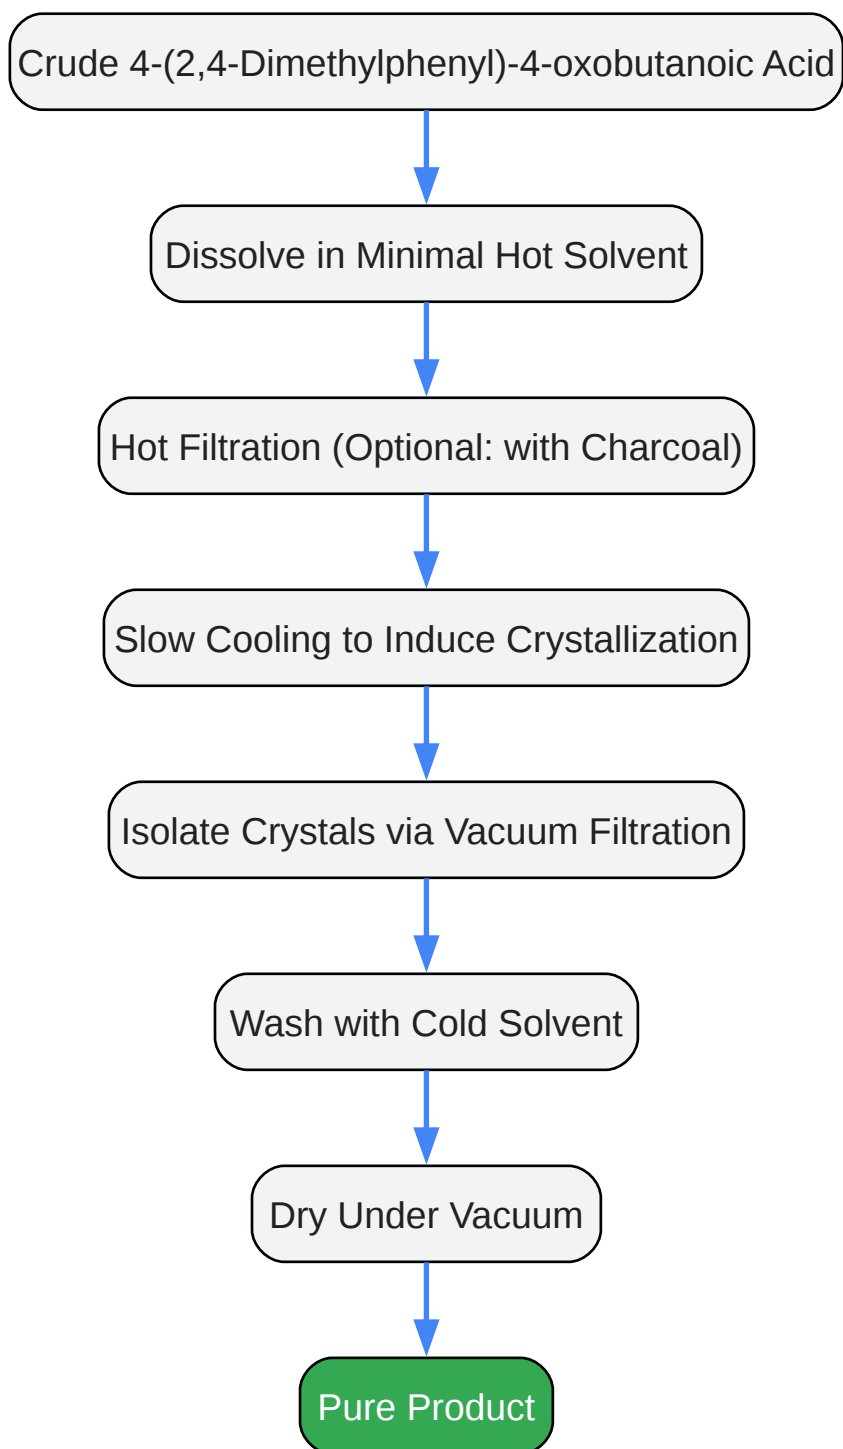 Crude 4-(2,4-Dimethylphenyl)-4-oxobutanoic Acid
Dissolve in Minimal Hot Solvent
Hot Filtration (Optional: with Charcoal)
Slow Cooling to Induce Crystallization
Isolate Crystals via Vacuum Filtration
Wash with Cold Solvent
Dry Under Vacuum
Pure Product